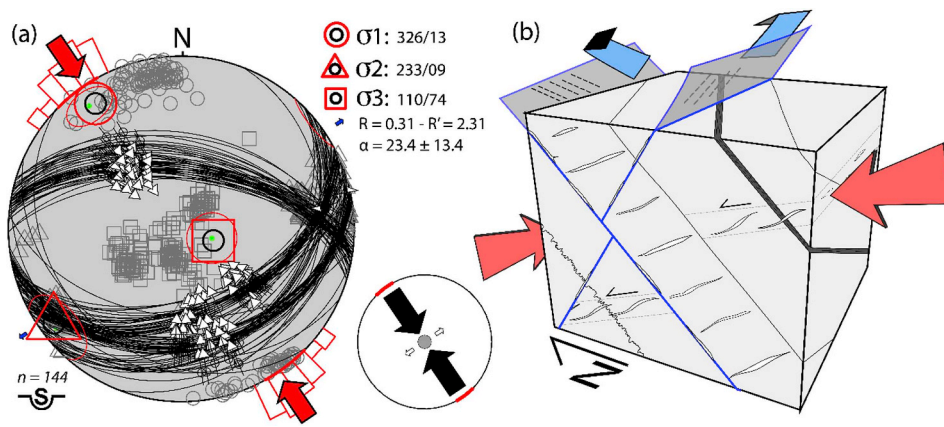 (a)
N
σ1: 326/13
σ2: 233/09
σ3: 110/74
R = 0.31 - R' = 2.31
α = 23.4 ± 13.4
n = 144
S
(b)
N